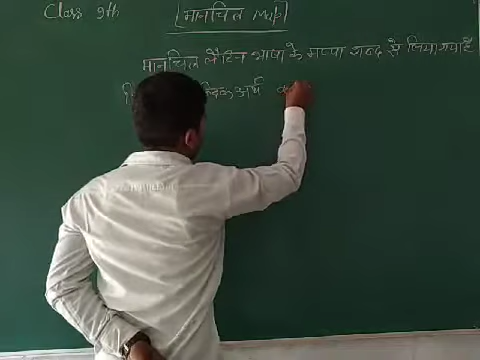 Class 9th
मानचित्र Map
मानचित्र लैटिन भाषा के मप्पा शब्द से लिया गया है
अर्थ